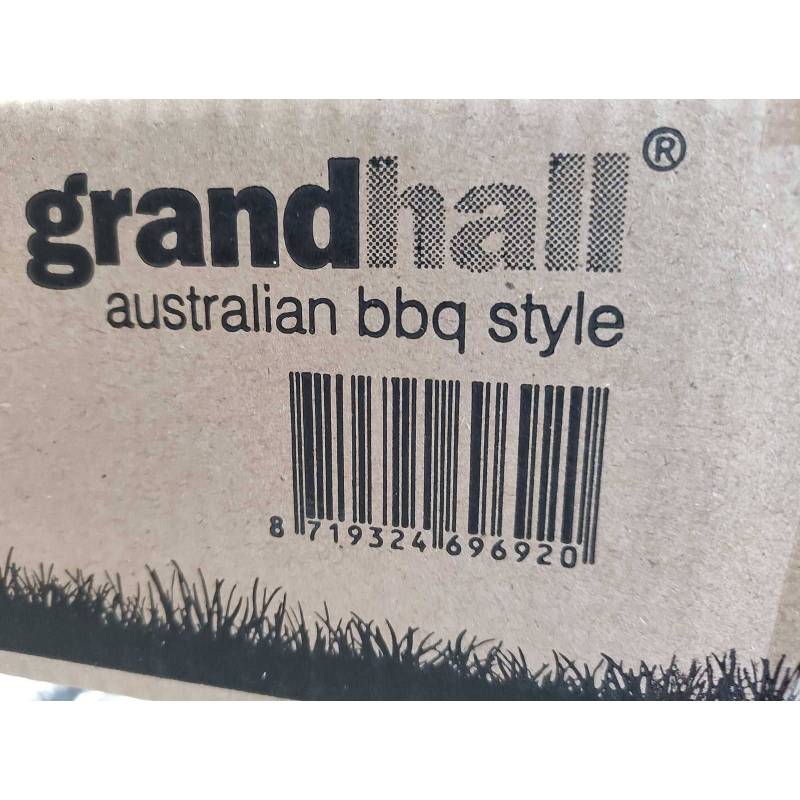 grandhall®
australian bbq style
8 719324 696920